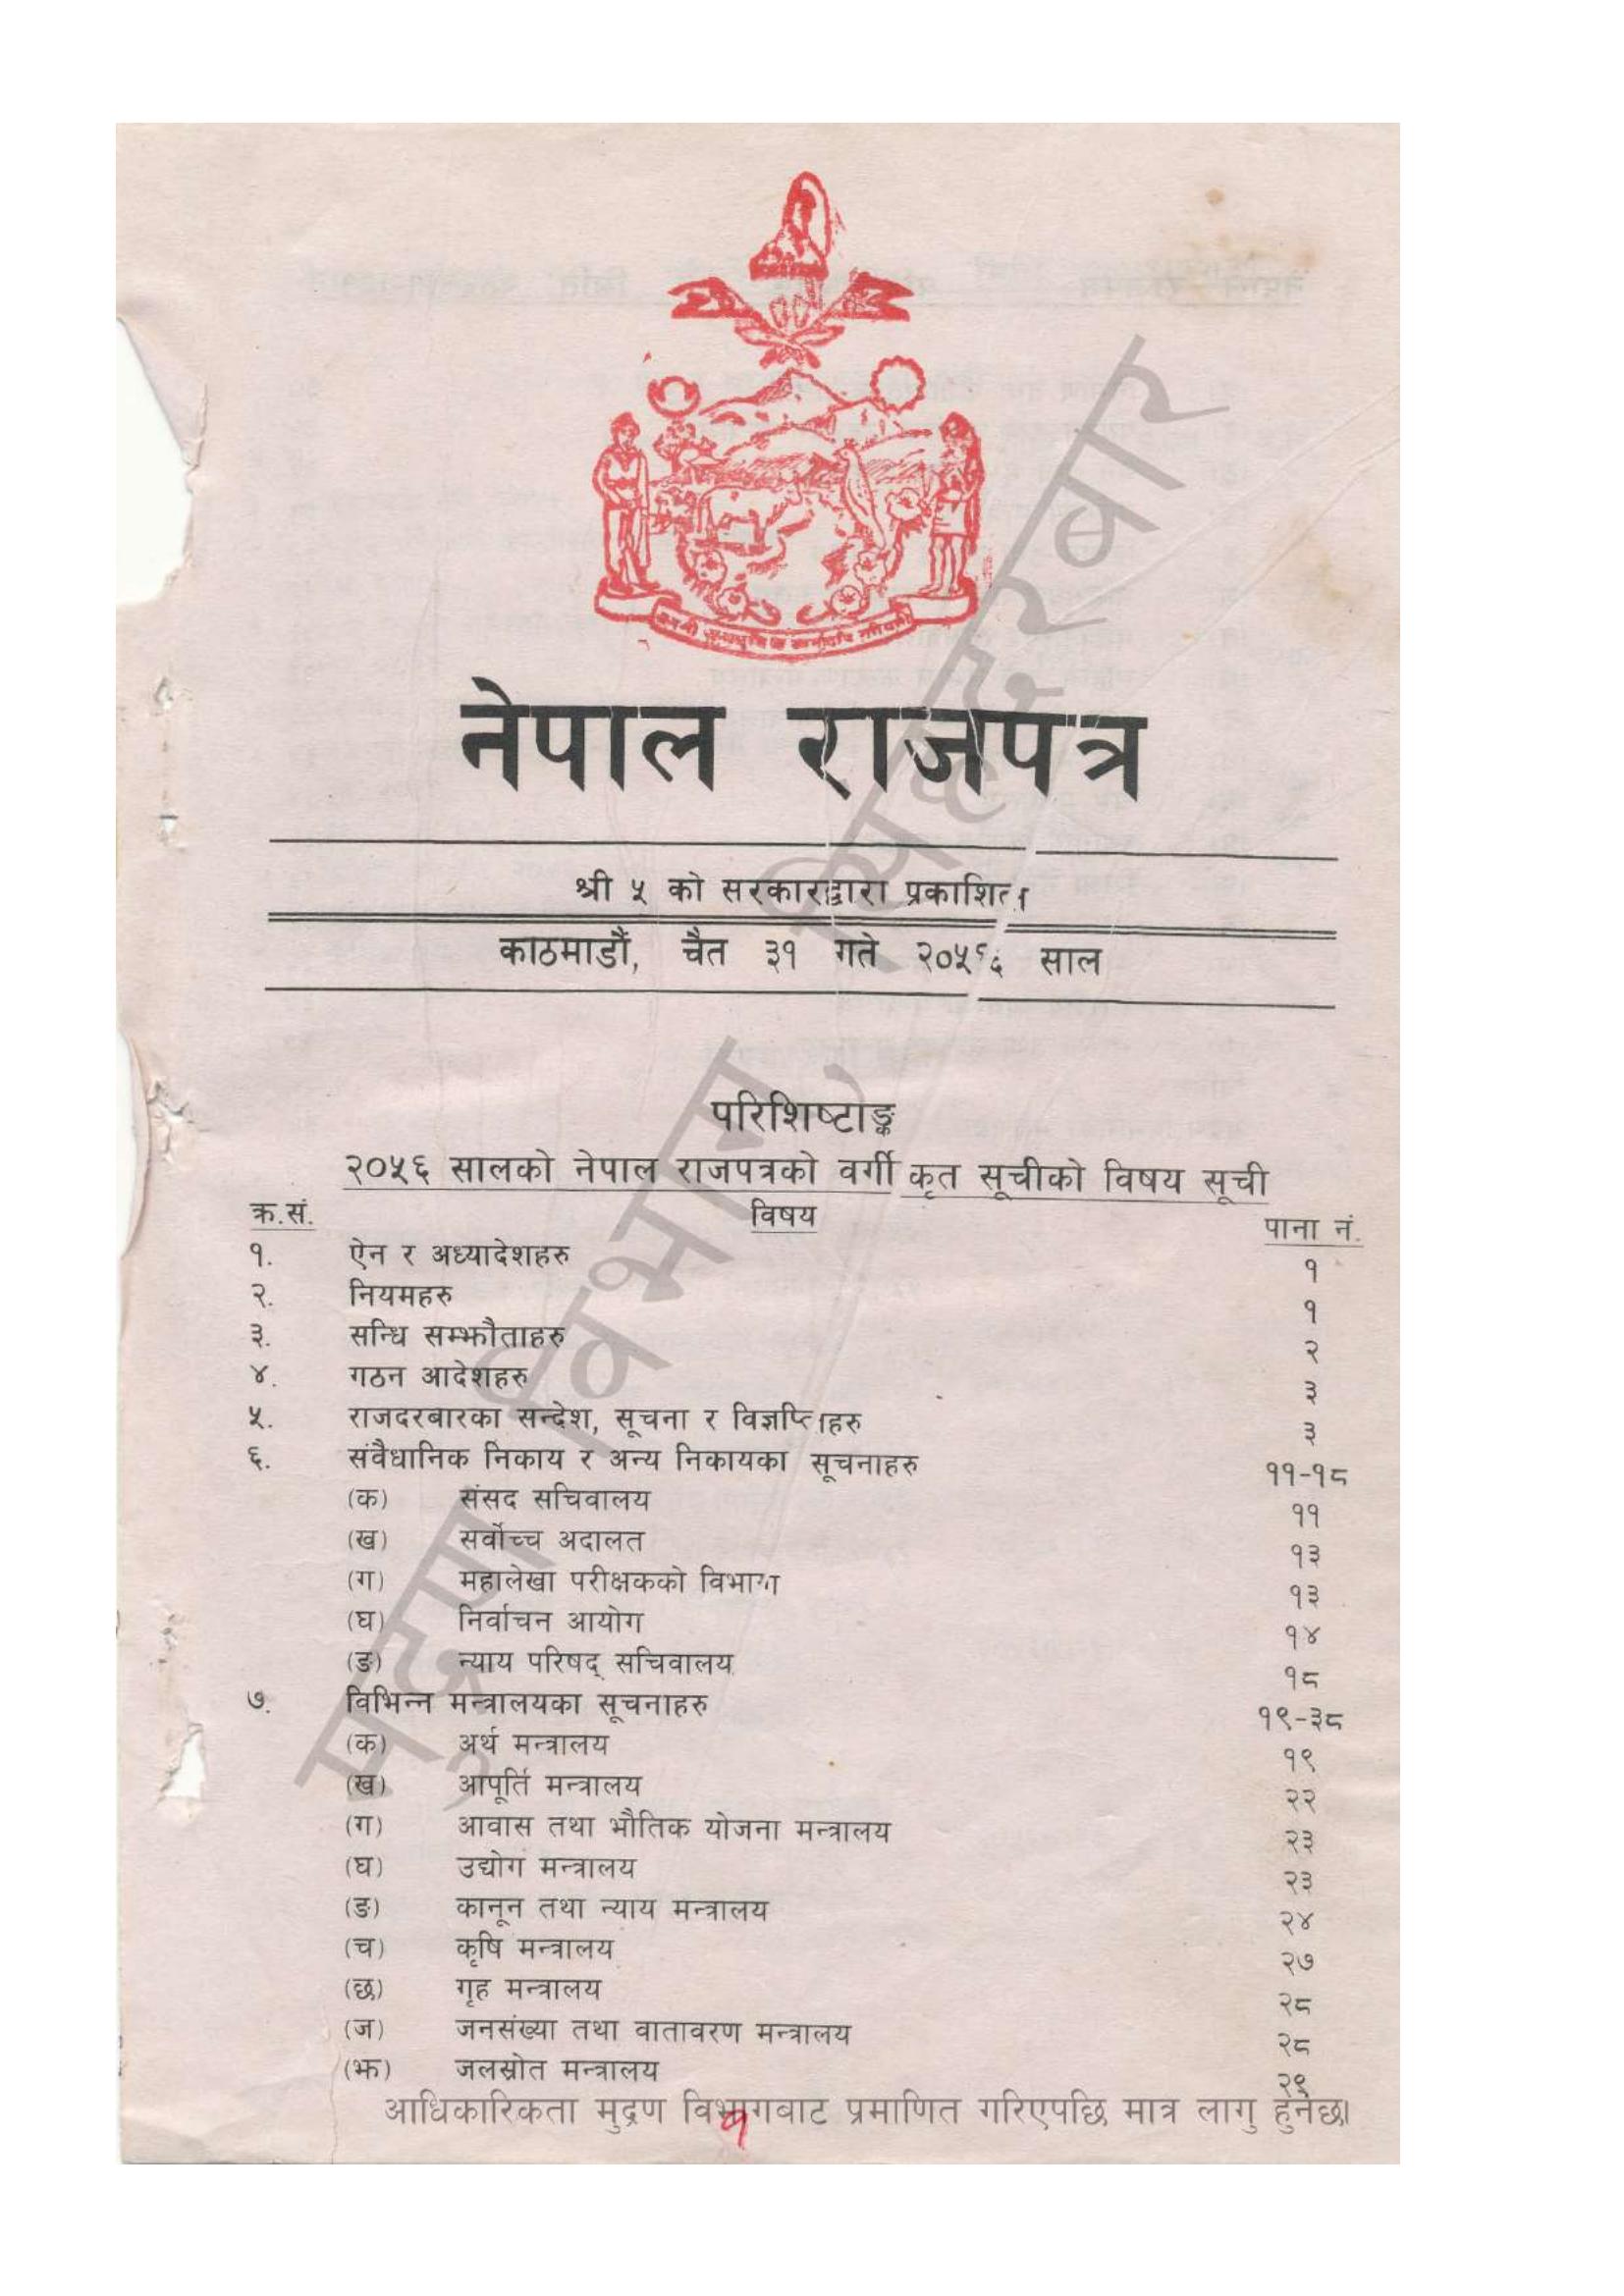 नेपाल राजपत्र
श्री ५ को सरकारद्वारा प्रकाशित
काठमाडौं, चैत ३१ गते २०५६ साल
परिशिष्टाङ्क
२०५६ सालको नेपाल राजपत्रको वर्गीकृत सूचीको विषय सूची
क्र.सं. विषय पाना नं.
१. ऐन र अध्यादेशहरु १
२. नियमहरु १
३. सन्धि सम्झौताहरु २
४. गठन आदेशहरु ३
५. राजदरबारका सन्देश, सूचना र विज्ञप्तिहरु ३
६. संवैधानिक निकाय र अन्य निकायका सूचनाहरु ११-१८
(क) संसद सचिवालय ११
(ख) सर्वोच्च अदालत १३
(ग) महालेखा परीक्षकको विभाग १३
(घ) निर्वाचन आयोग १४
(ङ) न्याय परिषद् सचिवालय १८
७. विभिन्न मन्त्रालयका सूचनाहरु १९-३८
(क) अर्थ मन्त्रालय १९
(ख) आपूर्ति मन्त्रालय २२
(ग) आवास तथा भौतिक योजना मन्त्रालय २३
(घ) उद्योग मन्त्रालय २३
(ङ) कानून तथा न्याय मन्त्रालय २४
(च) कृषि मन्त्रालय २७
(छ) गृह मन्त्रालय २८
(ज) जनसंख्या तथा वातावरण मन्त्रालय २८
(झ) जलस्रोत मन्त्रालय २९
आधिकारिकता मुद्रण विभागबाट प्रमाणित गरिएपछि मात्र लागु हुनेछ।
१
मुद्रण विभाग, सिंहदरबार